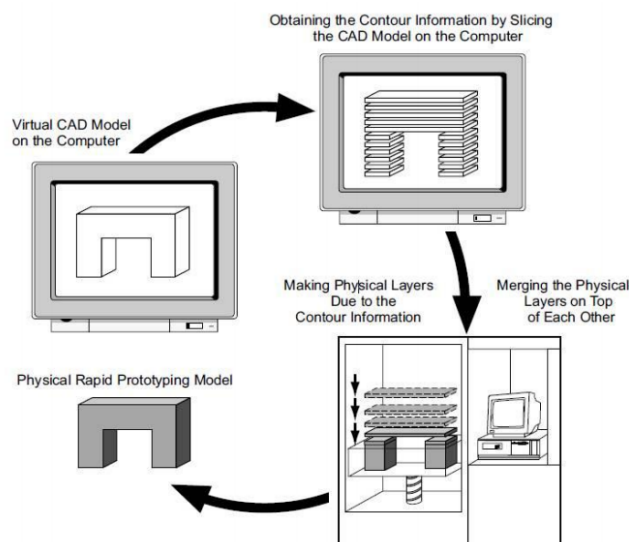 Obtaining the Contour Information by Slicing
the CAD Model on the Computer
Virtual CAD Model
on the Computer
Making Physical Layers
Due to the
Contour Information
Merging the Physical
Layers on Top
of Each Other
Physical Rapid Prototyping Model